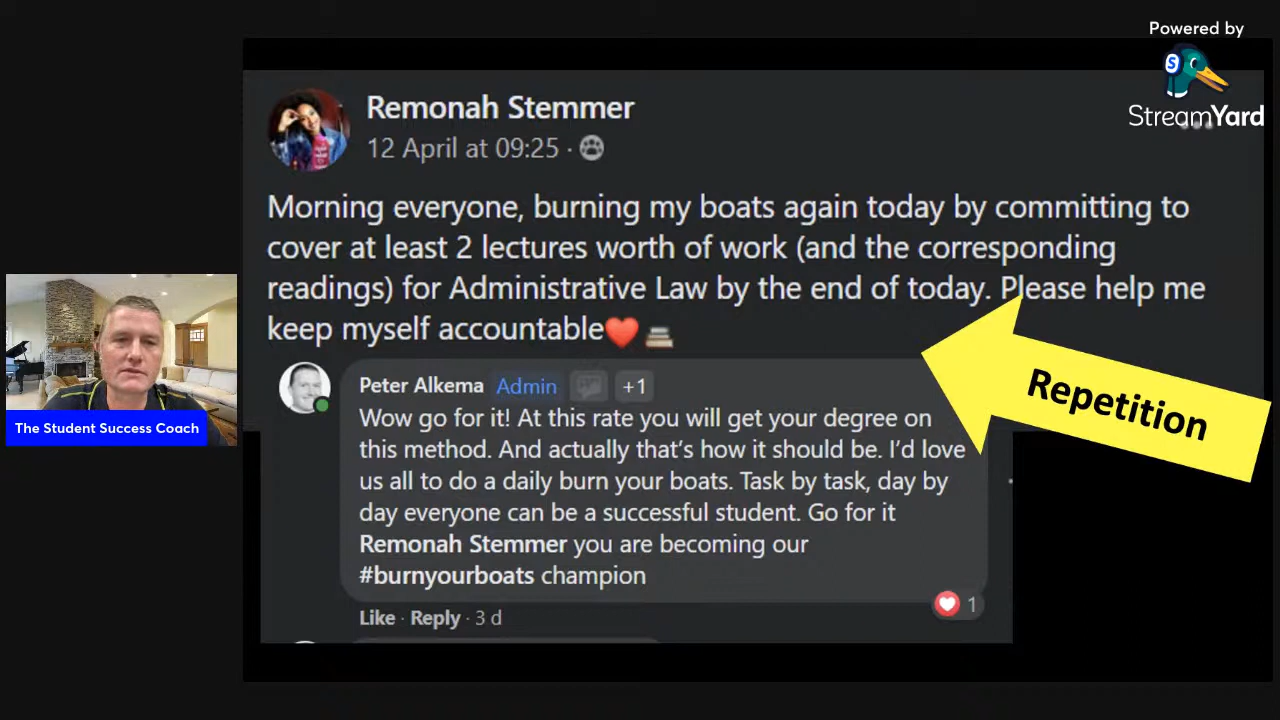 Powered by
StreamYard
Remonah Stemmer
12 April at 09:25 ·
Morning everyone, burning my boats again today by committing to
cover at least 2 lectures worth of work (and the corresponding
readings) for Administrative Law by the end of today. Please help me
keep myself accountable❤️📚
Repetition
Peter Alkema Admin +1
Wow go for it! At this rate you will get your degree on
this method. And actually that's how it should be. I'd love
us all to do a daily burn your boats. Task by task, day by
day everyone can be a successful student. Go for it
Remonah Stemmer you are becoming our
#burnyourboats champion
1
Like · Reply · 3 d
The Student Success Coach